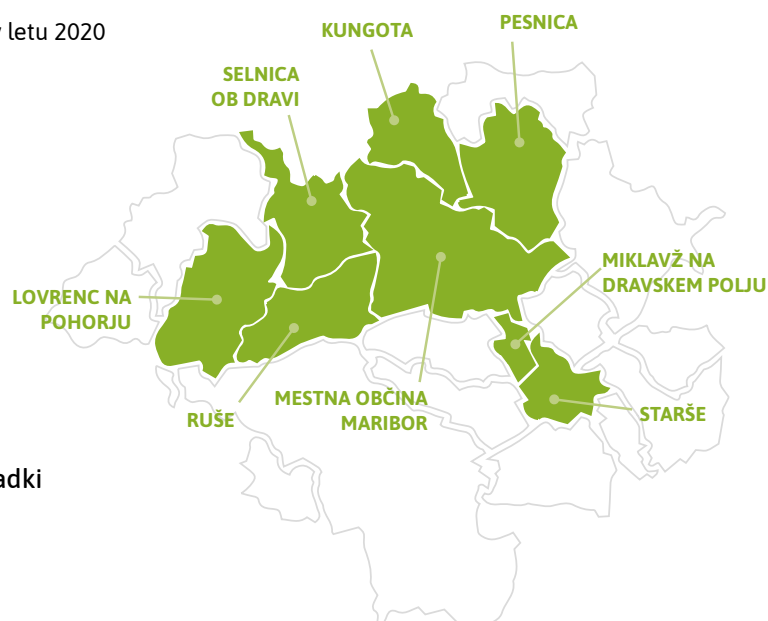 letu 2020
KUNGOTA
PESNICA
SELNICA
OB DRAVI
MIKLAVŽ NA
DRAVSKEM POLJU
LOVRENC NA
POHORJU
MESTNA OBČINA
MARIBOR
RUŠE
STARŠE
adki